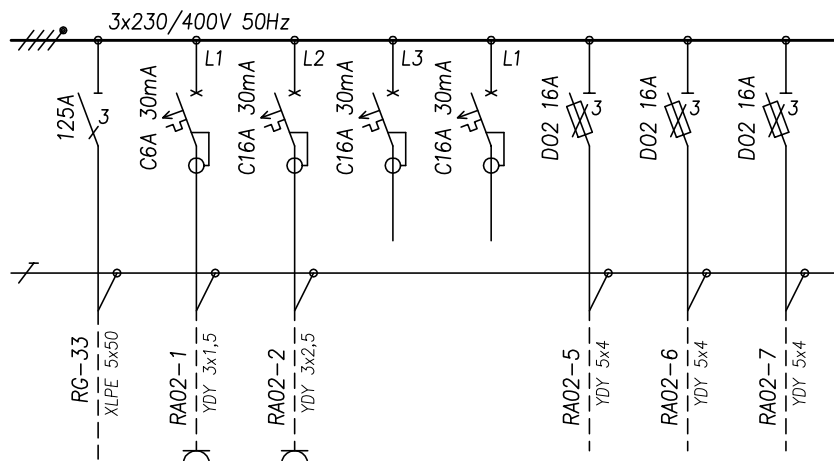 3x230/400V 50Hz
L1
L2
L3
L1
125A
3
C6A 30mA
C16A 30mA
C16A 30mA
C16A 30mA
D02 16A
3
D02 16A
3
D02 16A
3
RG-33
XLPE 5x50
RA02-1
YDY 3x1,5
RA02-2
YDY 3x2,5
RA02-5
YDY 5x4
RA02-6
YDY 5x4
RA02-7
YDY 5x4